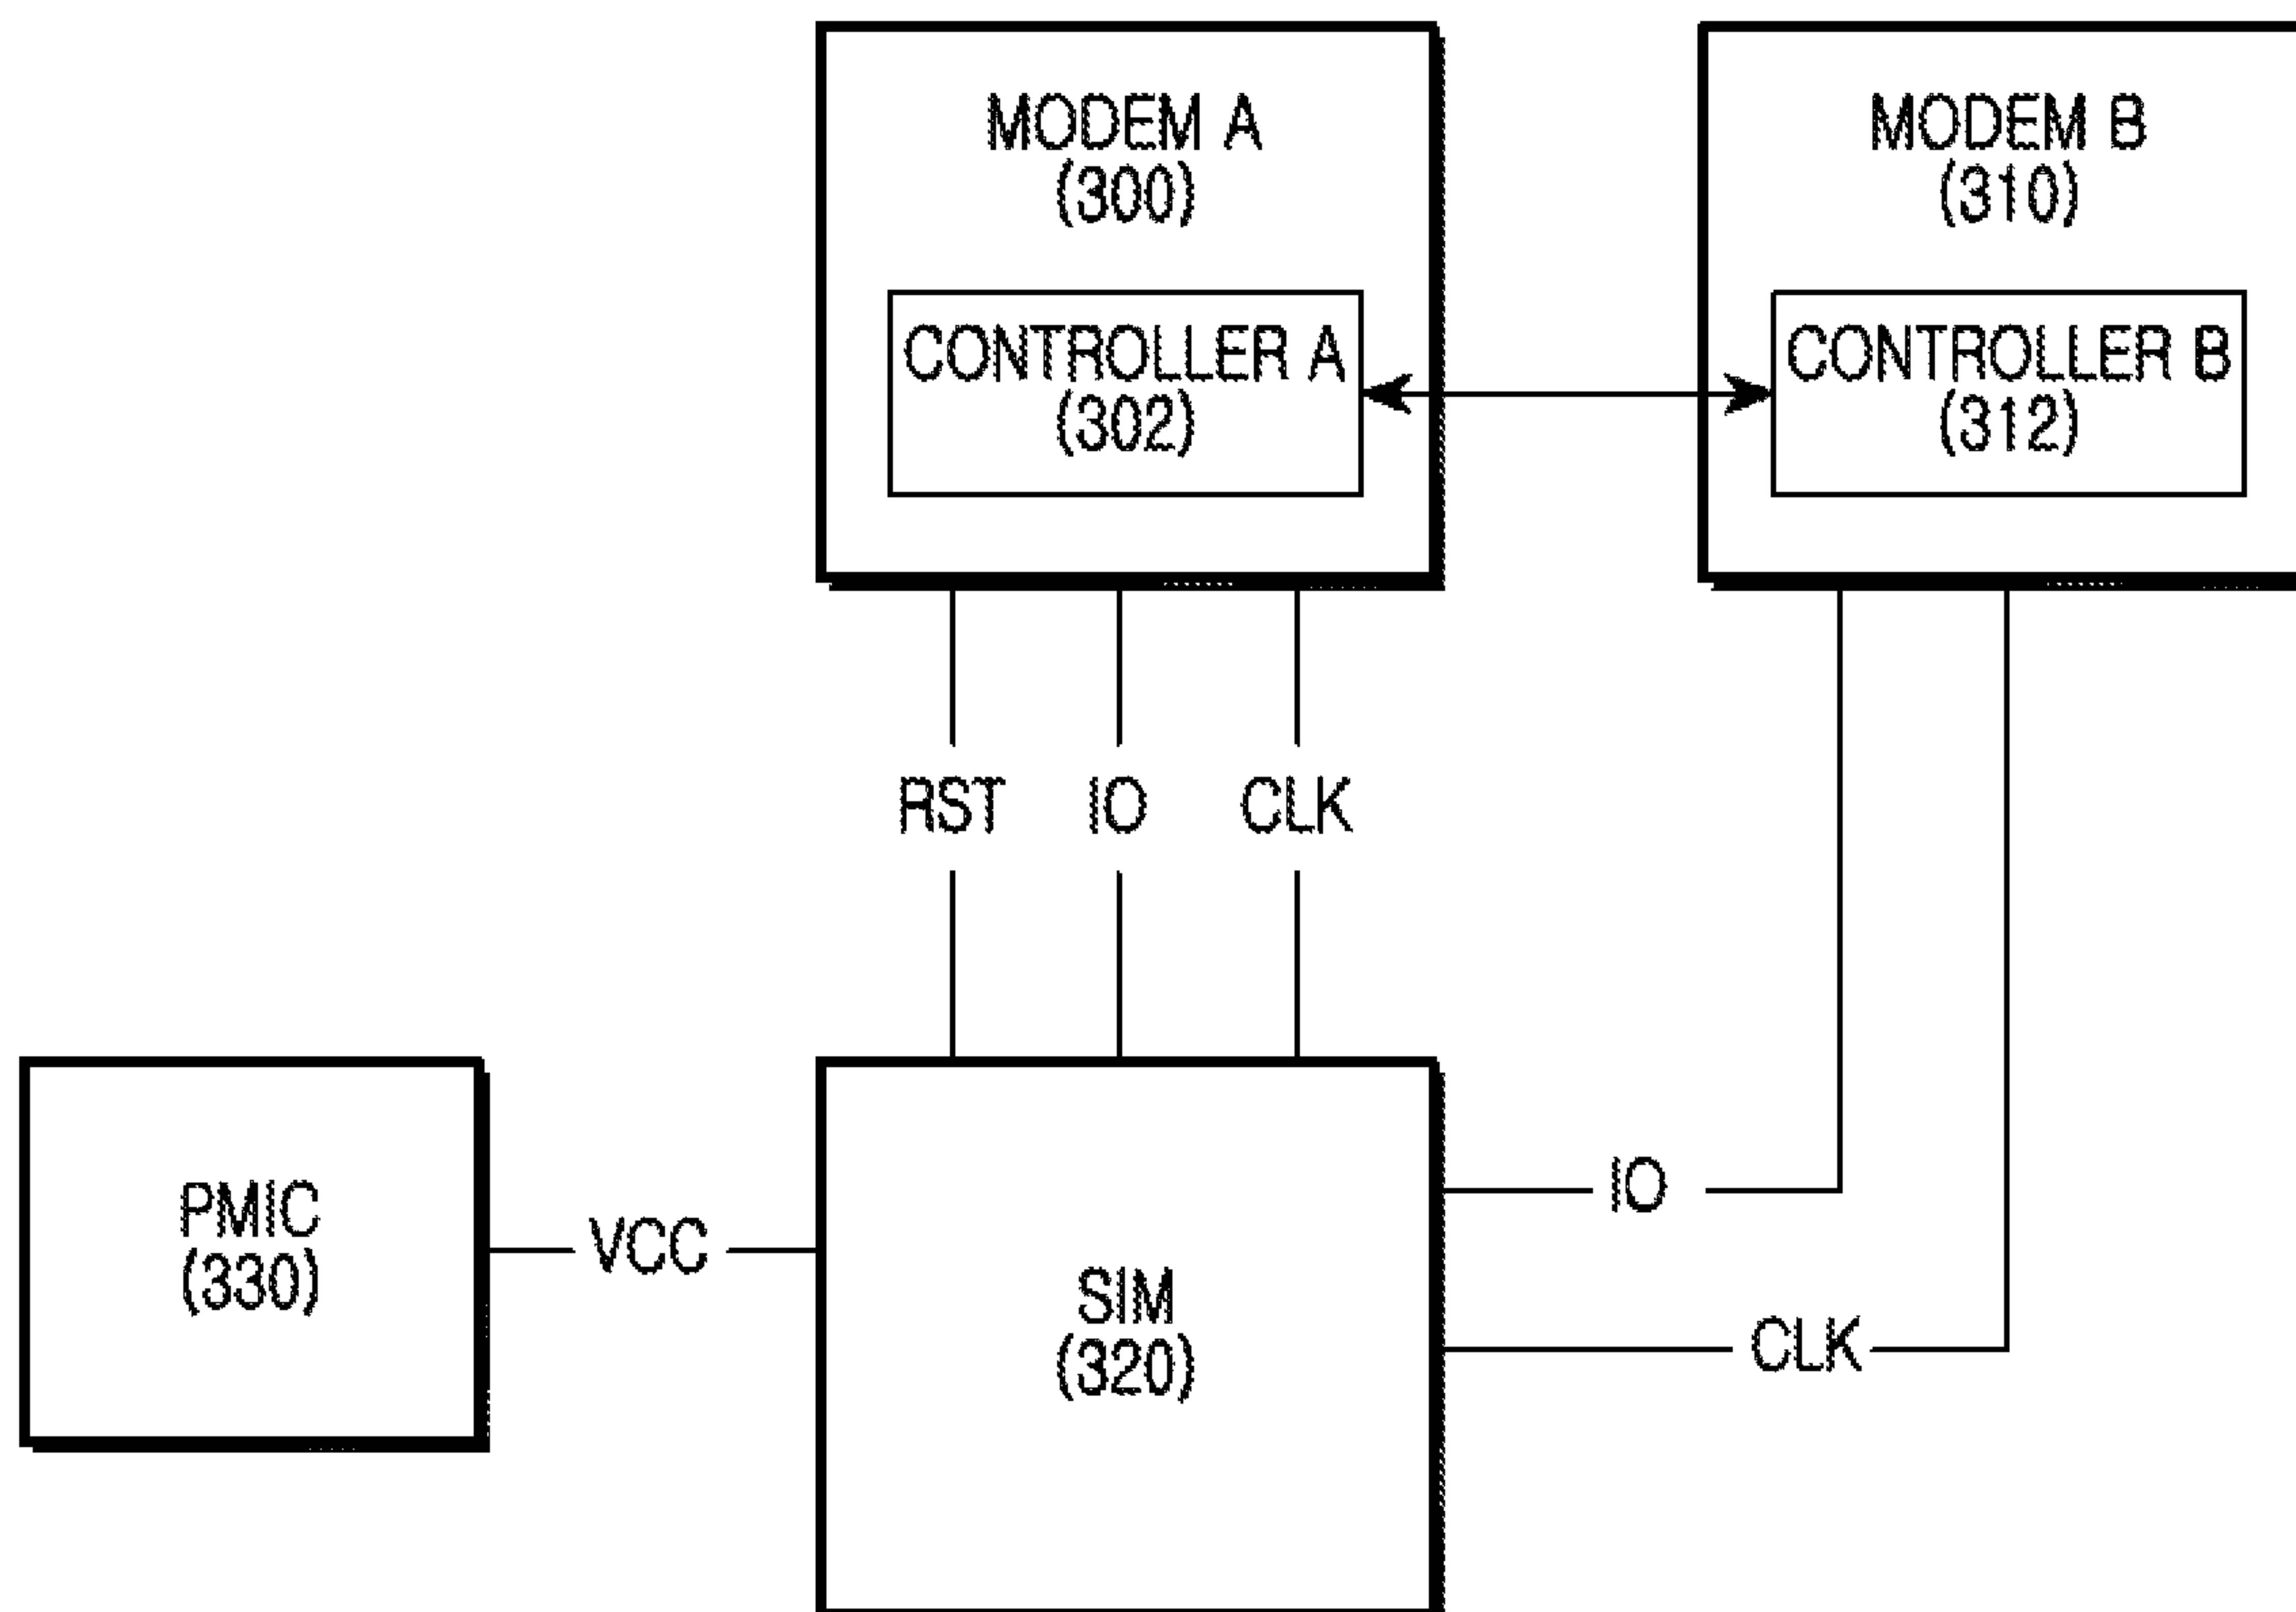 MODEM A
(300)
MODEM B
(310)
CONTROLLER A
(302)
CONTROLLER B
(312)
RST
IO
CLK
PMIC
(330)
VCC
SIM
(320)
IO
CLK